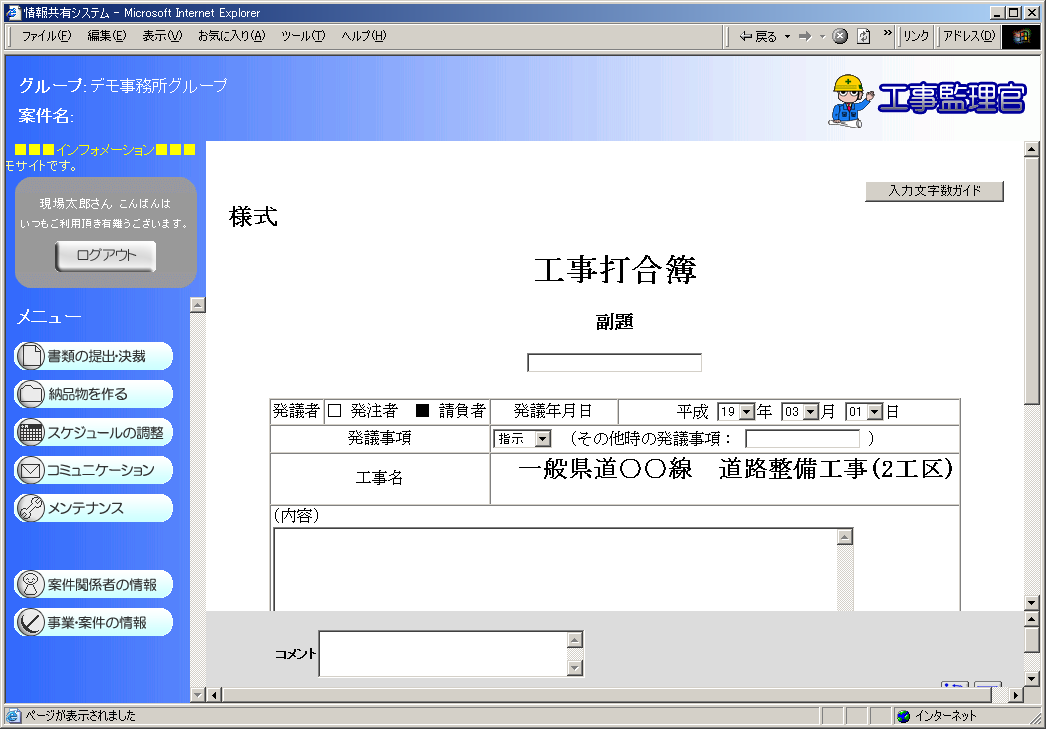 情報共有システム - Microsoft Internet Explorer
ファイル(F) 編集(E) 表示(V) お気に入り(A) ツール(T) ヘルプ(H) 戻る » リンク アドレス(D)
グループ: デモ事務所グループ
案件名:
工事監理官
■■■インフォメーション■■■
モサイトです。
現場太郎さん こんばんは
いつもご利用頂き有難うございます。
ログアウト
メニュー
書類の提出・決裁
納品物を作る
スケジュールの調整
コミュニケーション
メンテナンス
案件関係者の情報
事業・案件の情報
入力文字数ガイド
様式
工事打合簿
副題
発議者 □ 発注者 ■ 請負者 発議年月日 平成 19 年 03 月 01 日
発議事項 指示 （その他時の発議事項： ）
工事名 一般県道〇〇線 道路整備工事(2工区)
(内容)
コメント
ページが表示されました インターネット